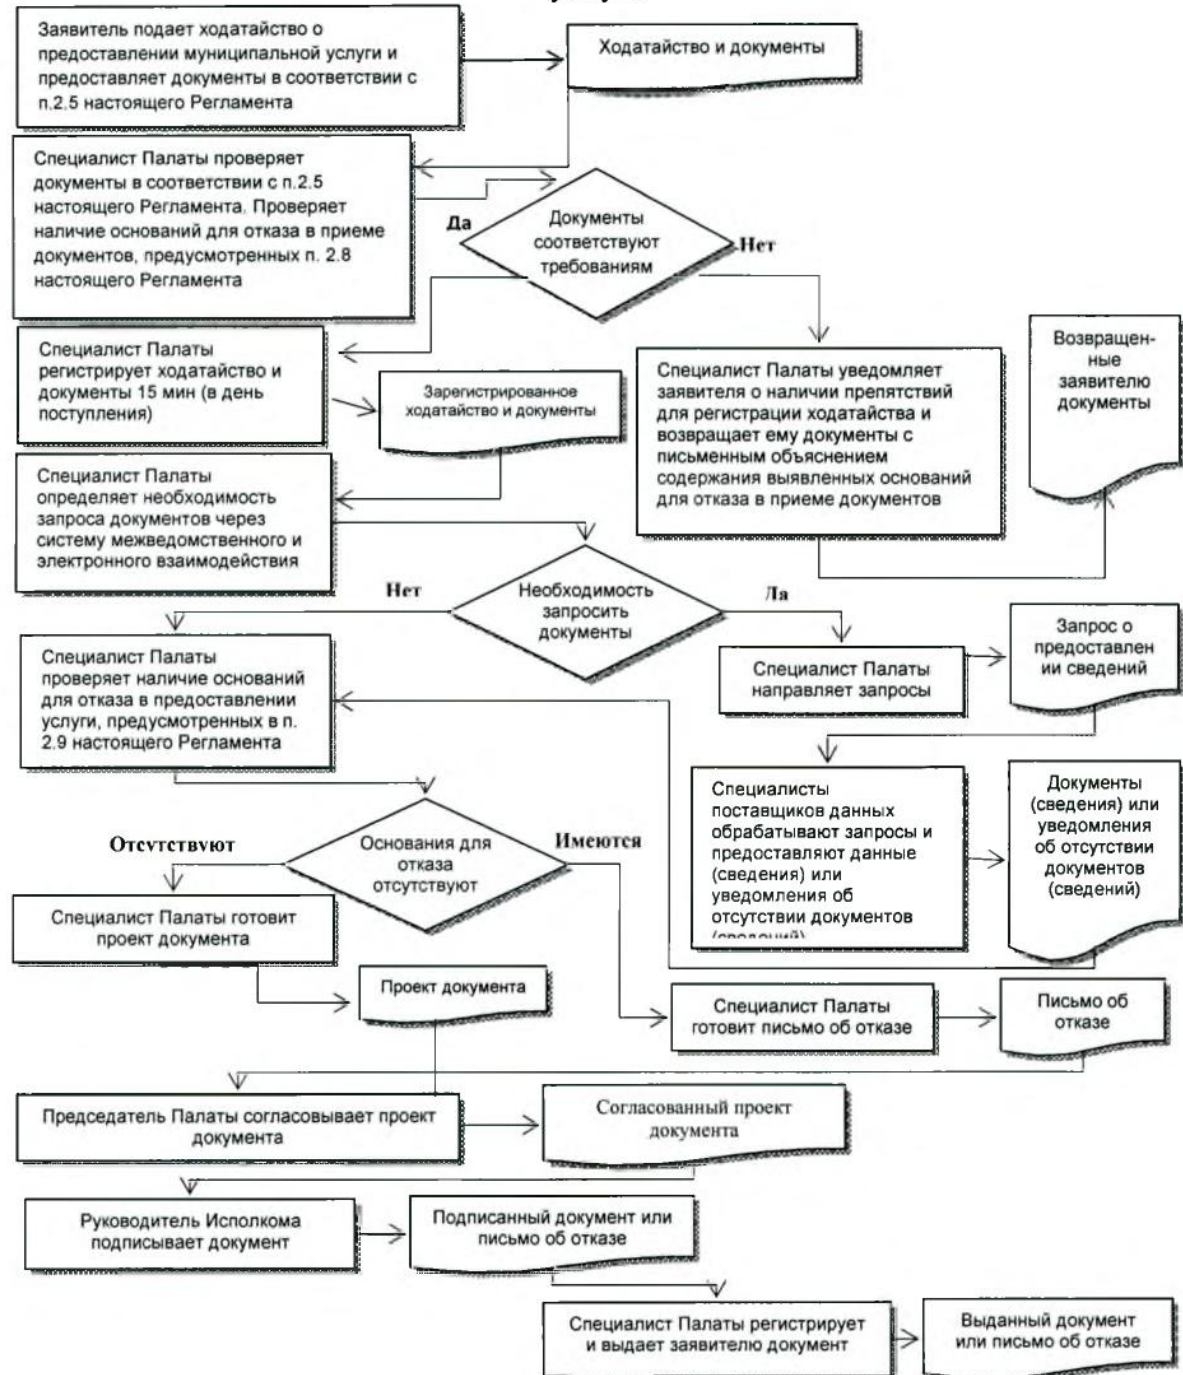 Заявитель подает ходатайство о
предоставлении муниципальной услуги и
предоставляет документы в соответствии с
п.2.5 настоящего Регламента
Ходатайство и документы
Специалист Палаты проверяет
документы в соответствии с п.2.5
настоящего Регламента. Проверяет
наличие оснований для отказа в приеме
документов, предусмотренных п. 2.8
настоящего Регламента
Да
Документы
соответствуют
требованиям
Нет
Специалист Палаты
регистрирует ходатайство и
документы 15 мин (в день
поступления)
Зарегистрированное
ходатайство и документы
Специалист Палаты уведомляет
заявителя о наличии препятствий
для регистрации ходатайства и
возвращает ему документы с
письменным объяснением
содержания выявленных оснований
для отказа в приеме документов
Возвращен-
ные
заявителю
документы
Специалист Палаты
определяет необходимость
запроса документов через
систему межведомственного и
электронного взаимодействия
Нет
Необходимость
запросить
документы
Да
Специалист Палаты
проверяет наличие оснований
для отказа в предоставлении
услуги, предусмотренных в п.
2.9 настоящего Регламента
Специалист Палаты
направляет запросы
Запрос о
предоставлен
ии сведений
Специалисты
поставщиков данных
обрабатывают запросы и
предоставляют данные
(сведения) или
уведомления об
отсутствии документов
(сведений)
Документы
(сведения) или
уведомления
об отсутствии
документов
(сведений)
Отсутствуют
Основания для
отказа
отсутствуют
Имеются
Специалист Палаты готовит
проект документа
Проект документа
Специалист Палаты
готовит письмо об отказе
Письмо об
отказе
Председатель Палаты согласовывает проект
документа
Согласованный проект
документа
Руководитель Исполкома
подписывает документ
Подписанный документ или
письмо об отказе
Специалист Палаты регистрирует
и выдает заявителю документ
Выданный документ
или письмо об отказе